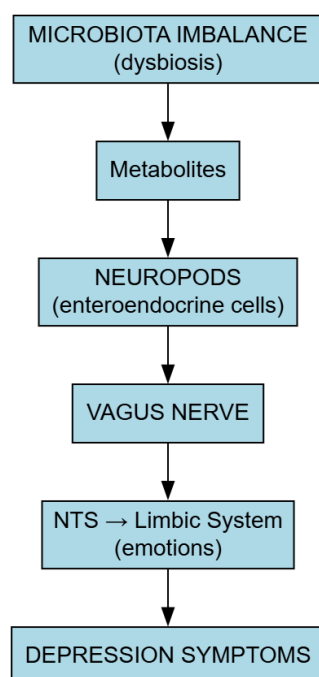 MICROBIOTA IMBALANCE
(dysbiosis)
Metabolites
NEUROPODS
(enteroendocrine cells)
VAGUS NERVE
NTS → Limbic System
(emotions)
DEPRESSION SYMPTOMS